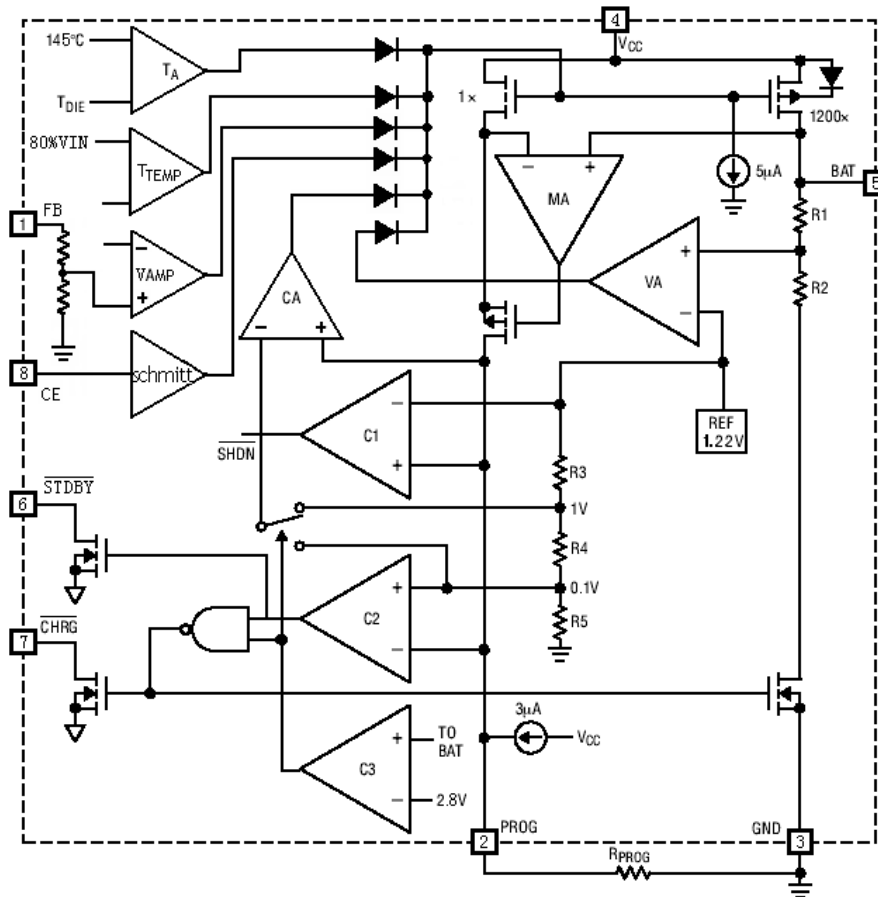 4
VCC
145°C
TA
TDIE
1×
1200×
80%VIN
TTEMP
− +
MA
5μA
BAT
5
1
FB
R1
−
VAMP
+
CA
− +
+
VA
−
R2
8
CE
schmitt
REF
1.22V
−
C1
+
SHDN
R3
6
STDBY
1V
R4
+
C2
−
0.1V
R5
7
CHRG
3μA
VCC
+
C3
−
TO
BAT
2.8V
2
PROG
GND
3
RPROG